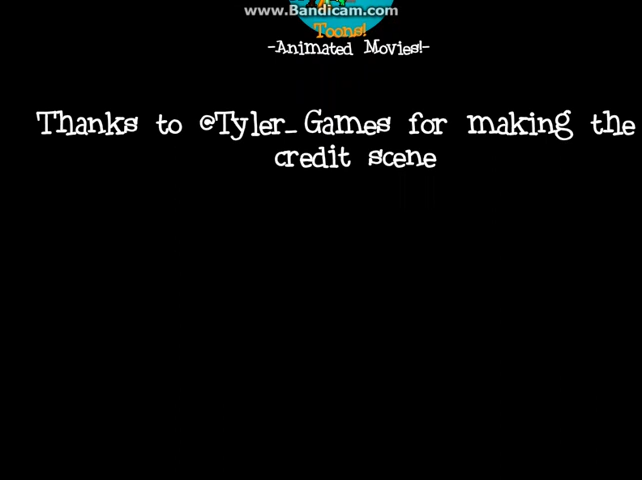 www.Bandicam.com
Toons!
-Animated Movies!-
Thanks to @Tyler_Games for making the
credit scene